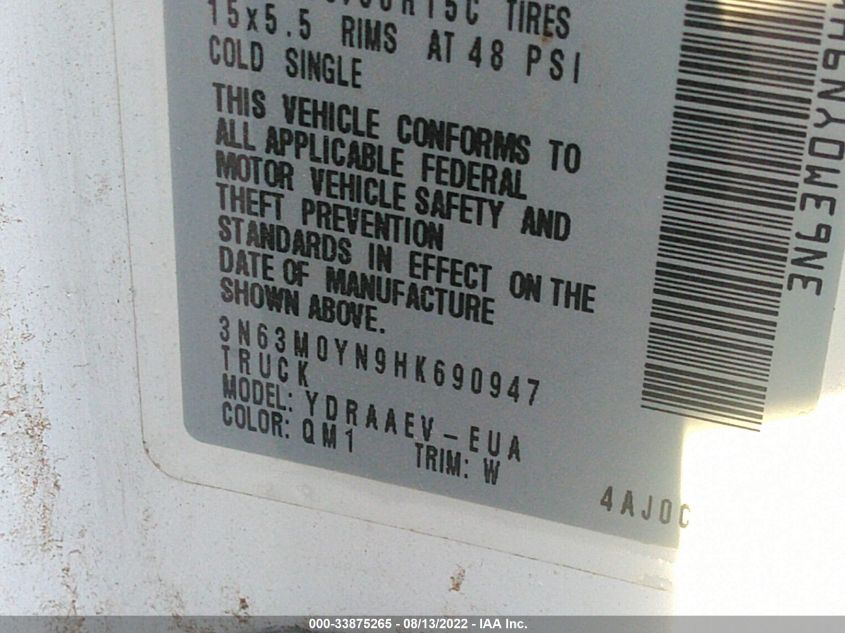 R15C TIRES
15x5.5 RIMS AT 48 PSI
COLD SINGLE
THIS VEHICLE CONFORMS TO
ALL APPLICABLE FEDERAL
MOTOR VEHICLE SAFETY AND
THEFT PREVENTION
STANDARDS IN EFFECT ON THE
DATE OF MANUFACTURE
SHOWN ABOVE.
3N63M0YN9HK690947
TRUCK
MODEL: YDRAAEV-EUA
COLOR: QM1 TRIM: W
4AJ0C
000-33875265 - 08/13/2022 - IAA Inc.